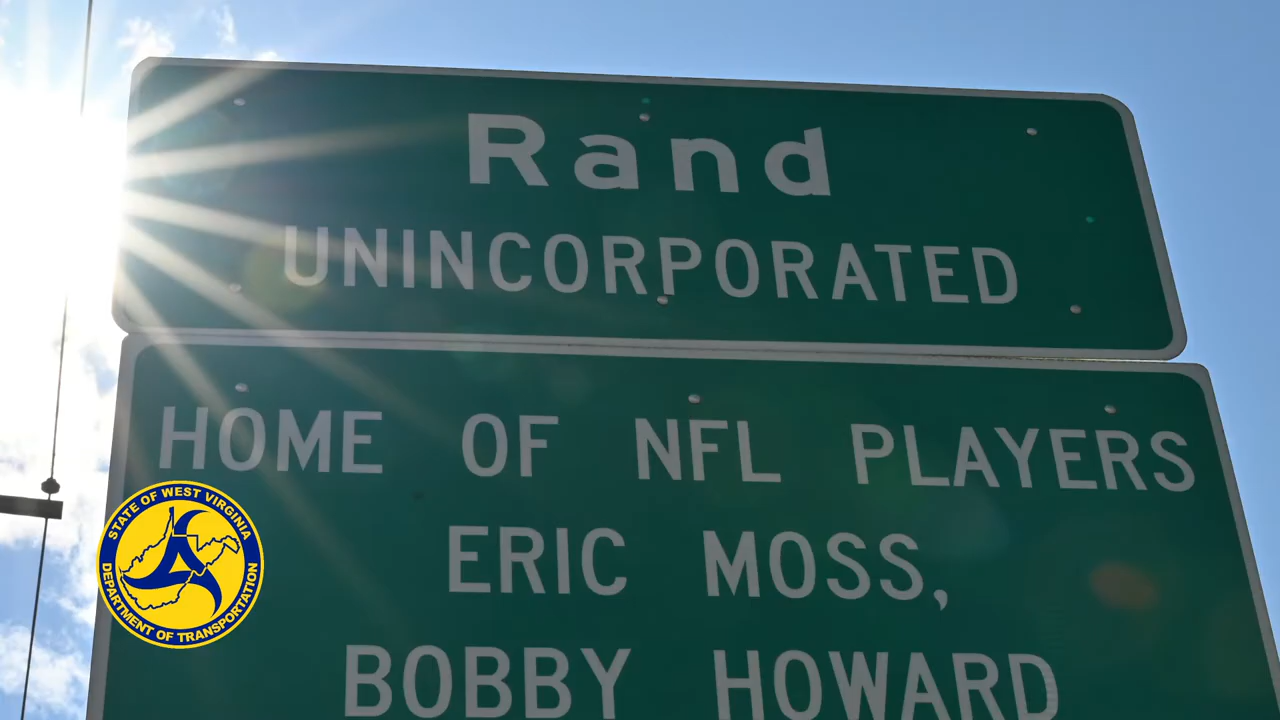 Rand
UNINCORPORATED
HOME OF NFL PLAYERS
ERIC MOSS,
BOBBY HOWARD
STATE OF WEST VIRGINIA
DEPARTMENT OF TRANSPORTATION